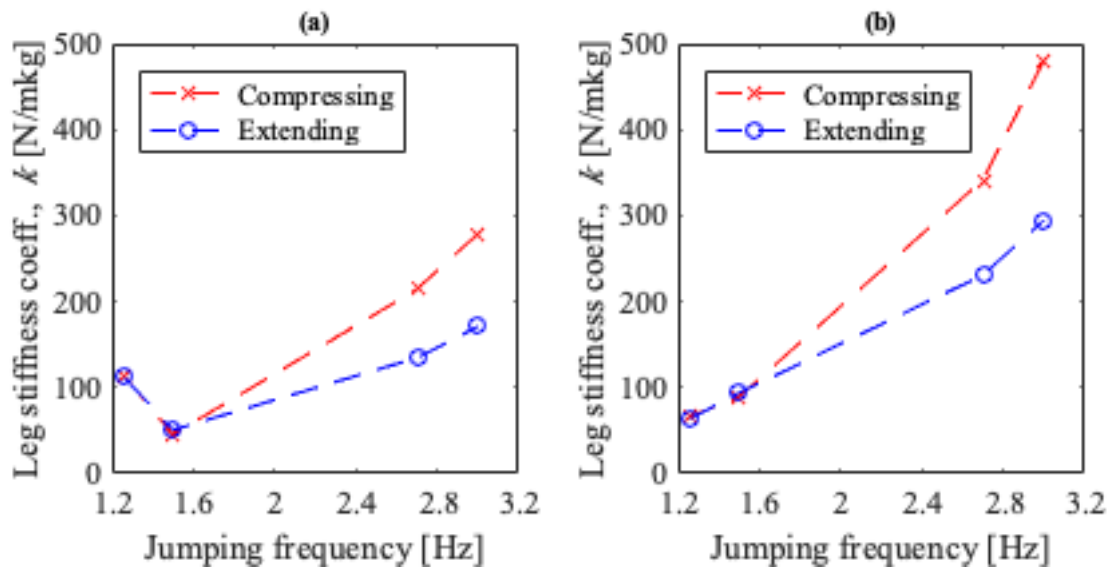 (a)
500
400
300
200
100
0
Leg stiffness coeff., k [N/mkg]
Compressing
Extending
1.2 1.6 2 2.4 2.8 3.2
Jumping frequency [Hz]
(b)
500
400
300
200
100
0
Leg stiffness coeff., k [N/mkg]
Compressing
Extending
1.2 1.6 2 2.4 2.8 3.2
Jumping frequency [Hz]